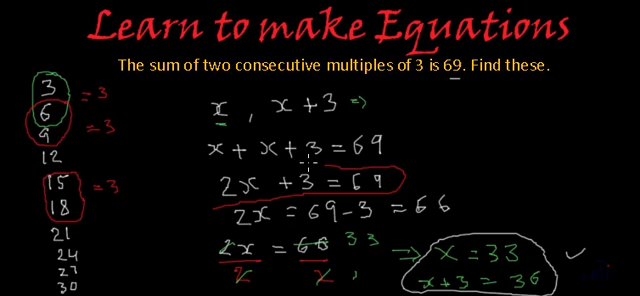 Learn to make Equations
The sum of two consecutive multiples of 3 is 69. Find these.
3 = 3
6
9 = 3
12
15 = 3
18
21
24
27
30
x , x + 3 ⇒
x + x + 3 = 69
2x + 3 = 69
2x = 69 - 3 = 66
2x/2 = 66/2 33 ,
⇒ x = 33 ✓
x + 3 = 36